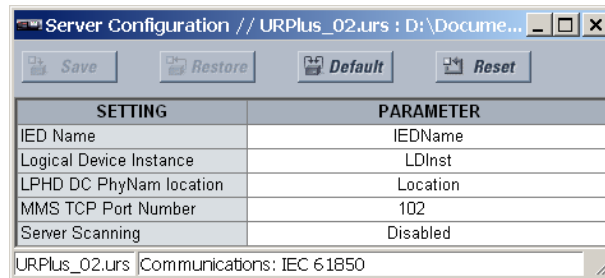 Server Configuration // URPlus_02.urs : D:\Docume...
Save Restore Default Reset
SETTING PARAMETER
IED Name IEDName
Logical Device Instance LDInst
LPHD DC PhyNam location Location
MMS TCP Port Number 102
Server Scanning Disabled
URPlus_02.urs Communications: IEC 61850